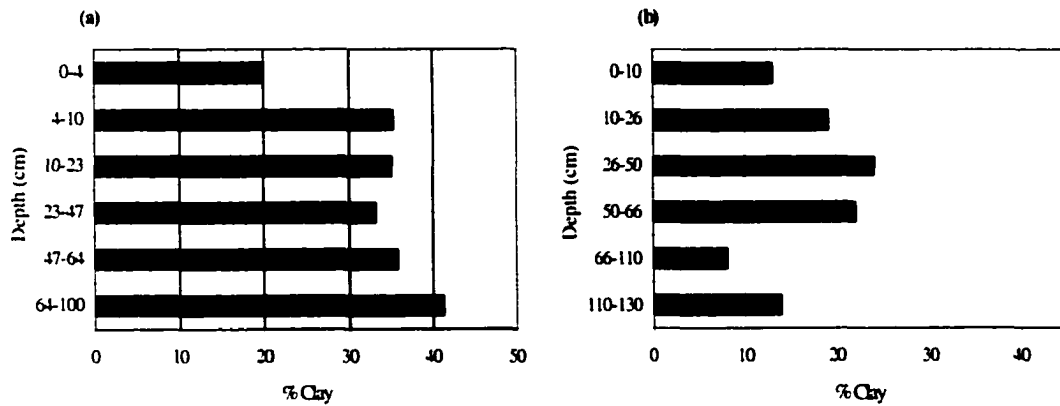 (a)
Depth (cm)
0-4
4-10
10-23
23-47
47-64
64-100
0 10 20 30 40 50
% Clay
(b)
Depth (cm)
0-10
10-26
26-50
50-66
66-110
110-130
0 10 20 30 40
% Clay